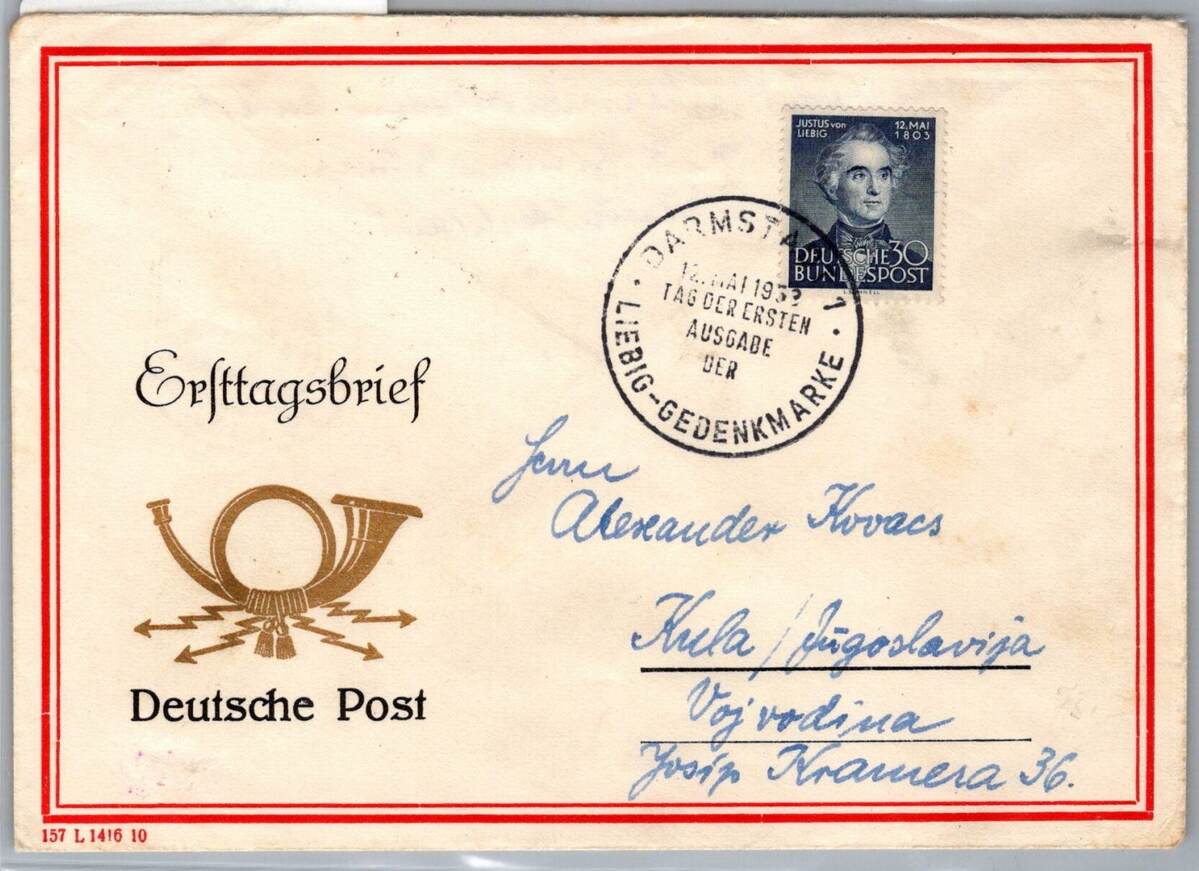 JUSTUS von LIEBIG
12. MAI 1803
DEUTSCHE 30
BUNDESPOST
DARMSTADT 1
12. MAI 1953
TAG DER ERSTEN
AUSGABE
DER
LIEBIG-GEDENKMARKE
Ersttagsbrief
Deutsche Post
Herrn
Alexander Kovacs
Kula / Jugoslavija
Vojvodina
Josip Kramera 36.
157 L 1416 10